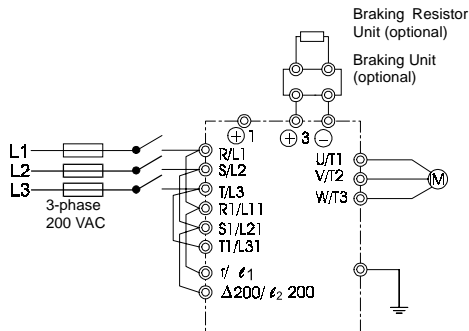 Braking Resistor
Unit (optional)
Braking Unit
(optional)
⊕1
⊕3
⊖
L1
L2
L3
3-phase
200 VAC
R/L1
S/L2
T/L3
R1/L11
S1/L21
T1/L31
r/ ℓ1
Δ200/ ℓ2 200
U/T1
V/T2
W/T3
M